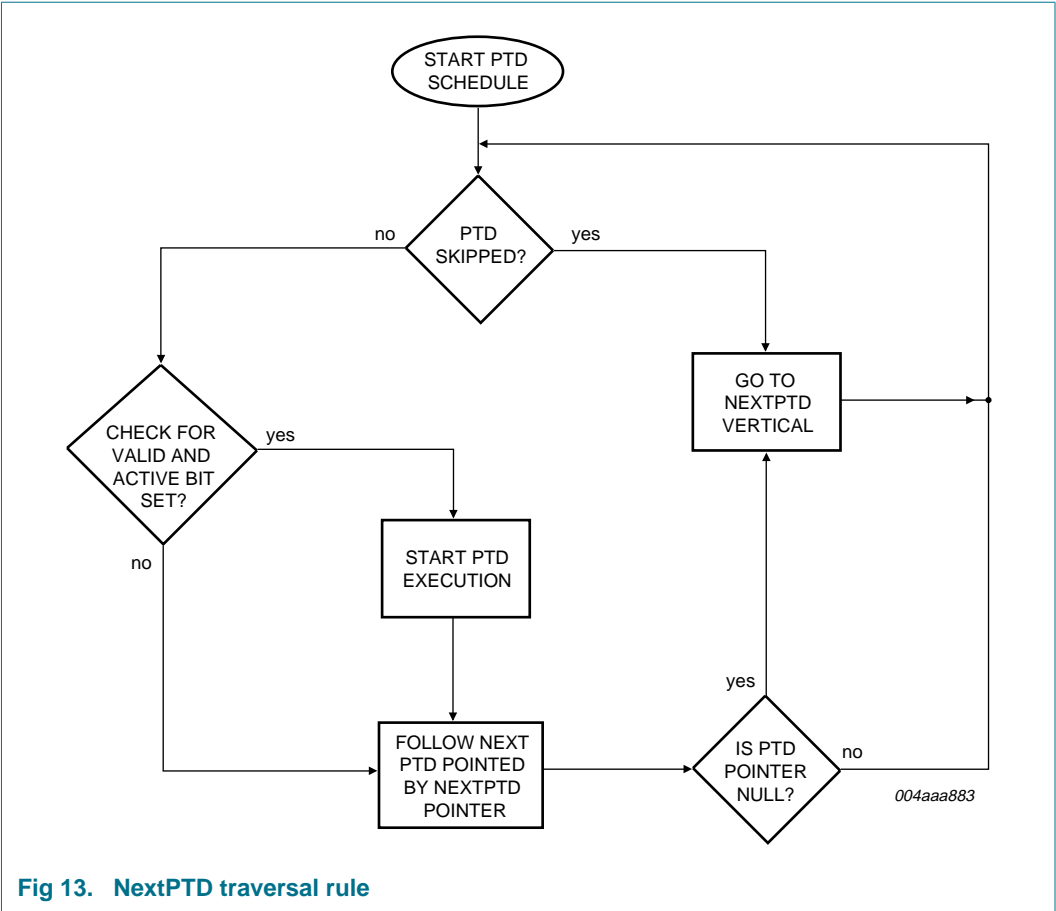 START PTD
SCHEDULE
no
PTD
SKIPPED?
yes
GO TO
NEXTPTD
VERTICAL
CHECK FOR
VALID AND
ACTIVE BIT
SET?
yes
no
START PTD
EXECUTION
yes
FOLLOW NEXT
PTD POINTED
BY NEXTPTD
POINTER
IS PTD
POINTER
NULL?
no
004aaa883
Fig 13. NextPTD traversal rule